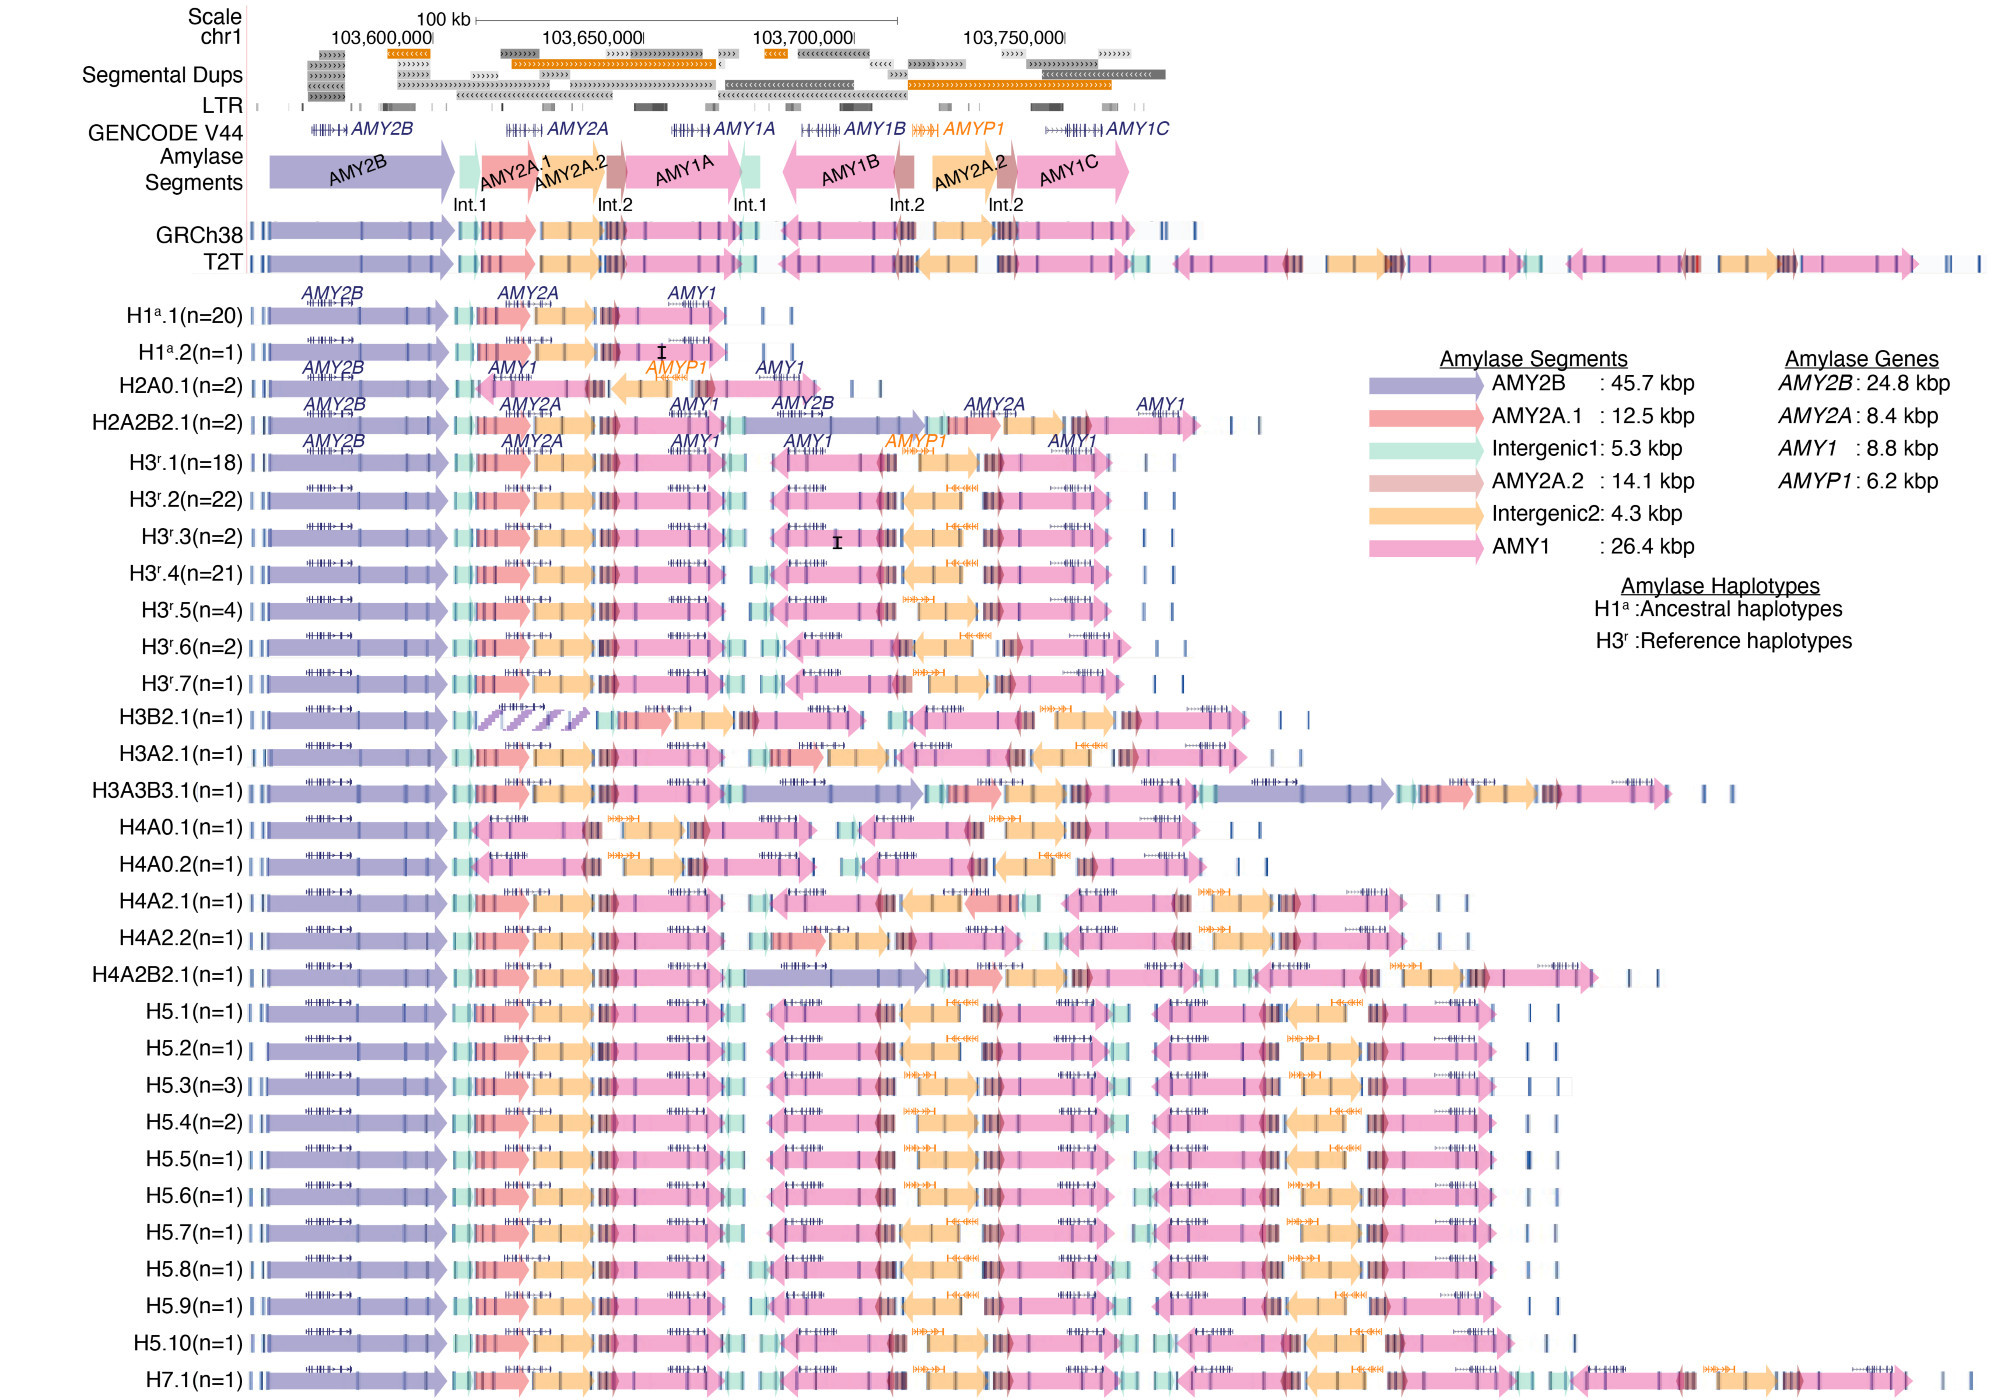 Scale
100 kb
chr1
103,600,000 103,650,000 103,700,000 103,750,000
Segmental Dups
LTR
GENCODE V44 AMY2B AMY2A AMY1A AMY1B AMYP1 AMY1C
Amylase Segments
AMY2B AMY2A.1 AMY2A.2 AMY1A AMY1B AMY2A.2 AMY1C
Int.1 Int.2 Int.1 Int.2 Int.2
GRCh38
T2T
AMY2B AMY2A AMY1
H1ª.1(n=20)
H1ª.2(n=1)
AMY2B AMY1 AMYP1 AMY1
H2A0.1(n=2)
AMY2B AMY2A AMY1 AMY2B AMY2A AMY1
H2A2B2.1(n=2)
AMY2B AMY2A AMY1 AMY1 AMYP1 AMY1
H3ʳ.1(n=18)
H3ʳ.2(n=22)
H3ʳ.3(n=2)
H3ʳ.4(n=21)
H3ʳ.5(n=4)
H3ʳ.6(n=2)
H3ʳ.7(n=1)
H3B2.1(n=1)
H3A2.1(n=1)
H3A3B3.1(n=1)
H4A0.1(n=1)
H4A0.2(n=1)
H4A2.1(n=1)
H4A2.2(n=1)
H4A2B2.1(n=1)
H5.1(n=1)
H5.2(n=1)
H5.3(n=3)
H5.4(n=2)
H5.5(n=1)
H5.6(n=1)
H5.7(n=1)
H5.8(n=1)
H5.9(n=1)
H5.10(n=1)
H7.1(n=1)
Amylase Segments
AMY2B : 45.7 kbp
AMY2A.1 : 12.5 kbp
Intergenic1: 5.3 kbp
AMY2A.2 : 14.1 kbp
Intergenic2: 4.3 kbp
AMY1 : 26.4 kbp
Amylase Genes
AMY2B: 24.8 kbp
AMY2A: 8.4 kbp
AMY1 : 8.8 kbp
AMYP1: 6.2 kbp
Amylase Haplotypes
H1ª :Ancestral haplotypes
H3ʳ :Reference haplotypes